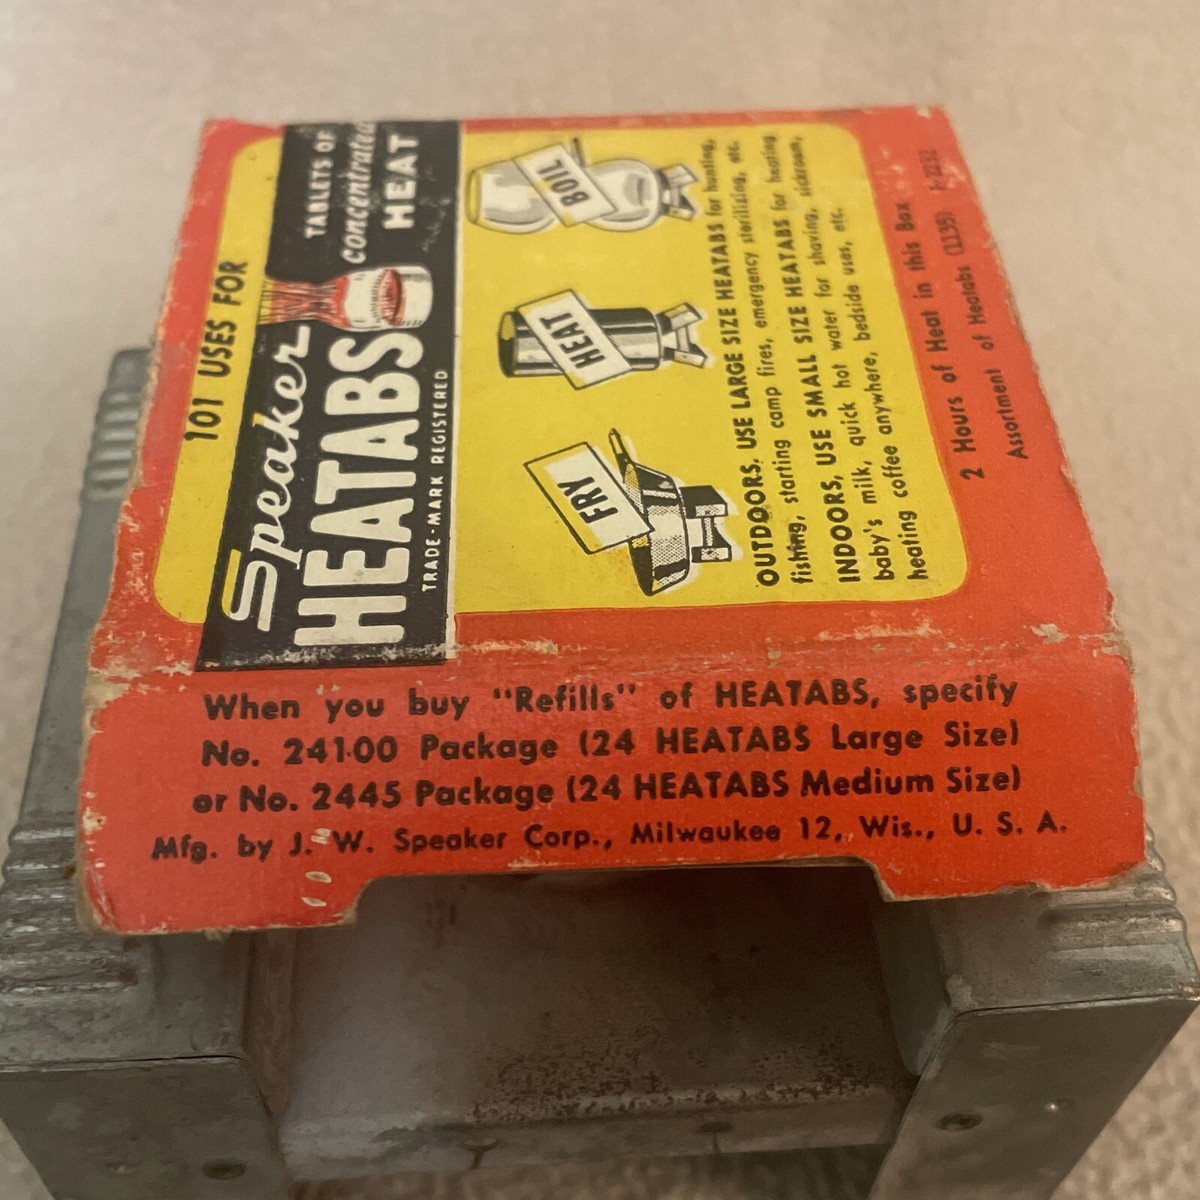 101 USES FOR
Speaker
HEATABS
TRADE-MARK REGISTERED
TABLETS OF
concentrated
HEAT
FRY
HEAT
BOIL
OUTDOORS, USE LARGE SIZE HEATABS for hunting,
fishing, starting camp fires, emergency sterilizing, etc.
INDOORS, USE SMALL SIZE HEATABS for heating
baby's milk, quick hot water for shaving, sickroom,
heating coffee anywhere, bedside uses, etc.
2 Hours of Heat in this Box
Assortment of Heatabs (1135)
When you buy "Refills" of HEATABS, specify
No. 241·00 Package (24 HEATABS Large Size)
or No. 2445 Package (24 HEATABS Medium Size)
Mfg. by J. W. Speaker Corp., Milwaukee 12, Wis., U. S. A.